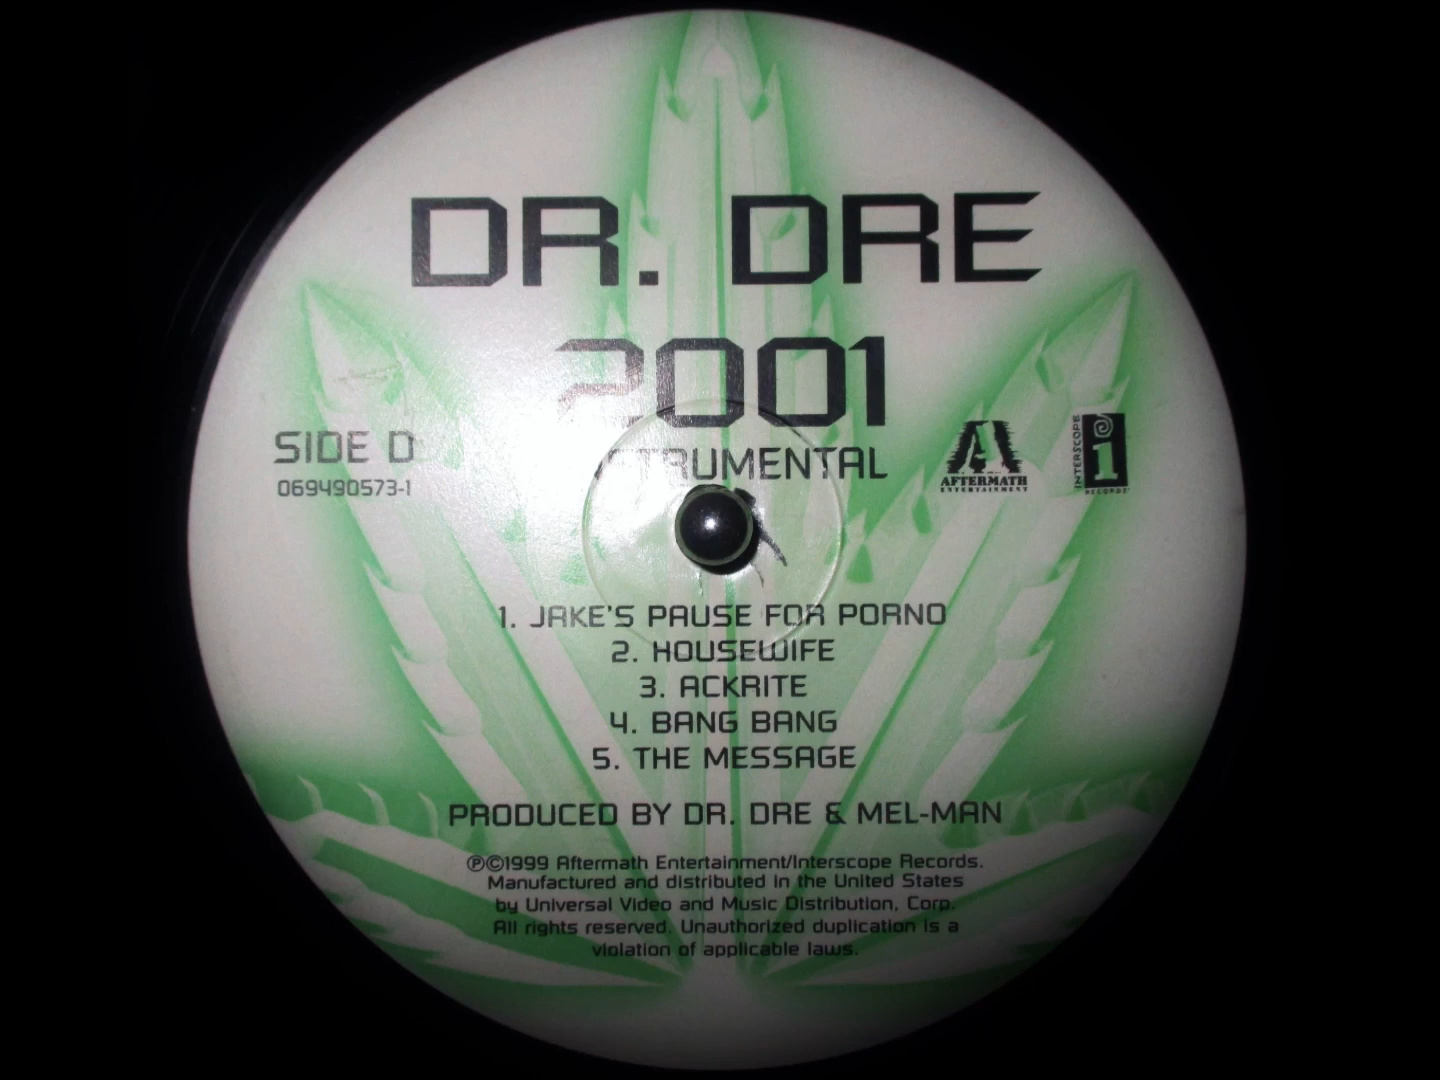 DR. DRE
2001
INSTRUMENTAL
SIDE D
069490573-1
AFTERMATH
ENTERTAINMENT
INTERSCOPE
i
RECORDS
1. JAKE'S PAUSE FOR PORNO
2. HOUSEWIFE
3. ACKRITE
4. BANG BANG
5. THE MESSAGE
PRODUCED BY DR. DRE & MEL-MAN
℗©1999 Aftermath Entertainment/Interscope Records.
Manufactured and distributed in the United States
by Universal Video and Music Distribution, Corp.
All rights reserved. Unauthorized duplication is a
violation of applicable laws.